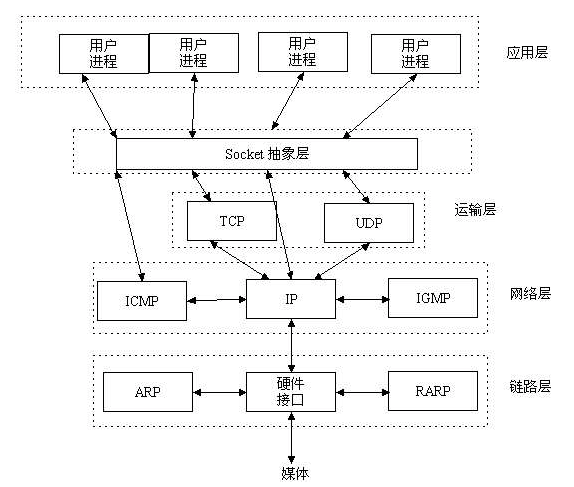 用户 用户 用户 用户
进程 进程 进程 进程
应用层
Socket 抽象层
TCP
UDP
运输层
ICMP
IP
IGMP
网络层
ARP
硬件
接口
RARP
链路层
媒体